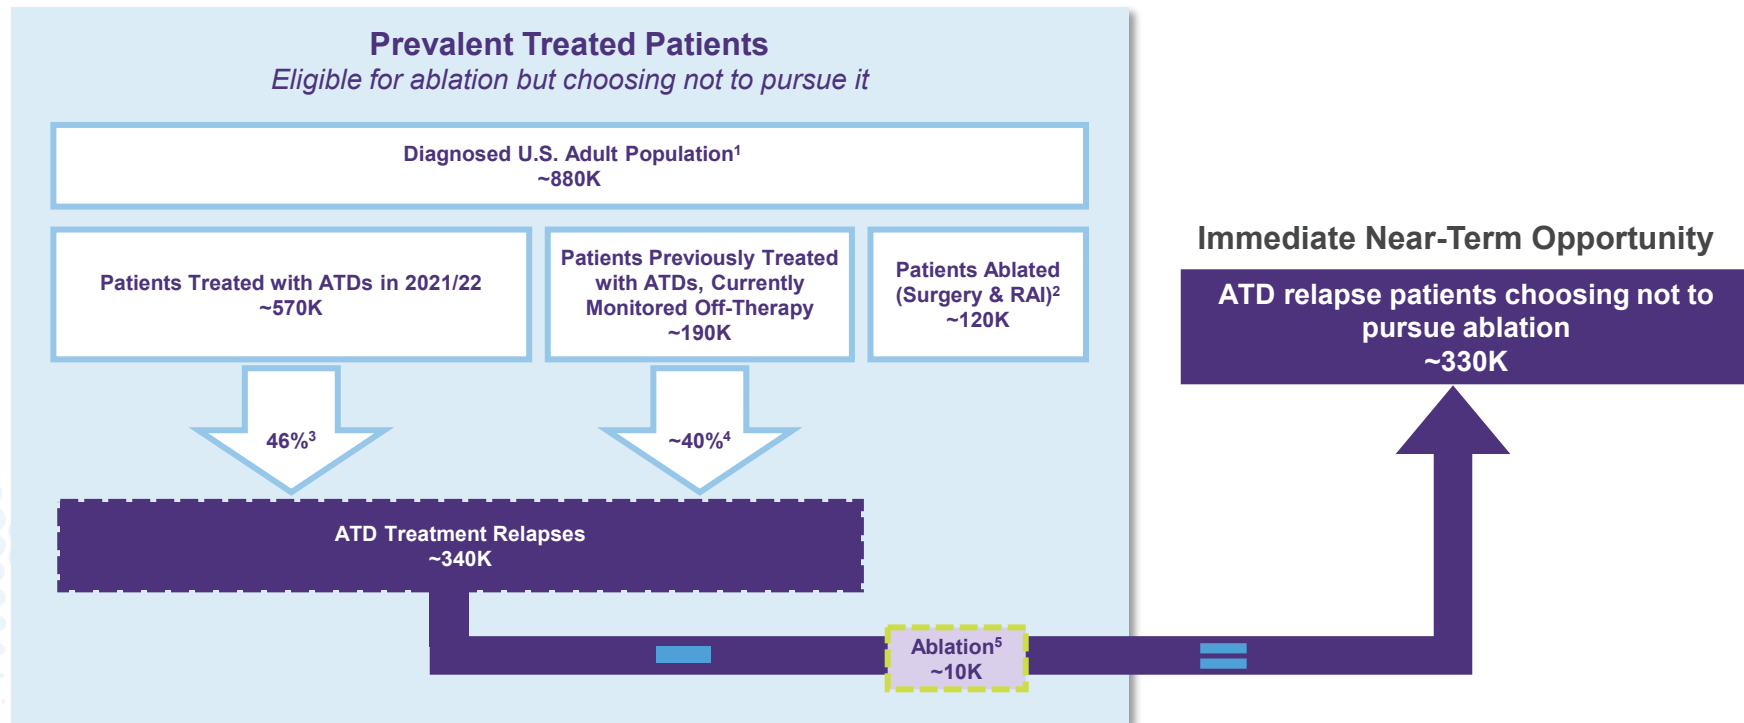 Prevalent Treated Patients
Eligible for ablation but choosing not to pursue it
Diagnosed U.S. Adult Population1
~880K
Patients Treated with ATDs in 2021/22
~570K
Patients Previously Treated
with ATDs, Currently
Monitored Off-Therapy
~190K
Patients Ablated
(Surgery & RAI)2
~120K
46%3
~40%4
ATD Treatment Relapses
~340K
Ablation5
~10K
Immediate Near-Term Opportunity
ATD relapse patients choosing not to
pursue ablation
~330K